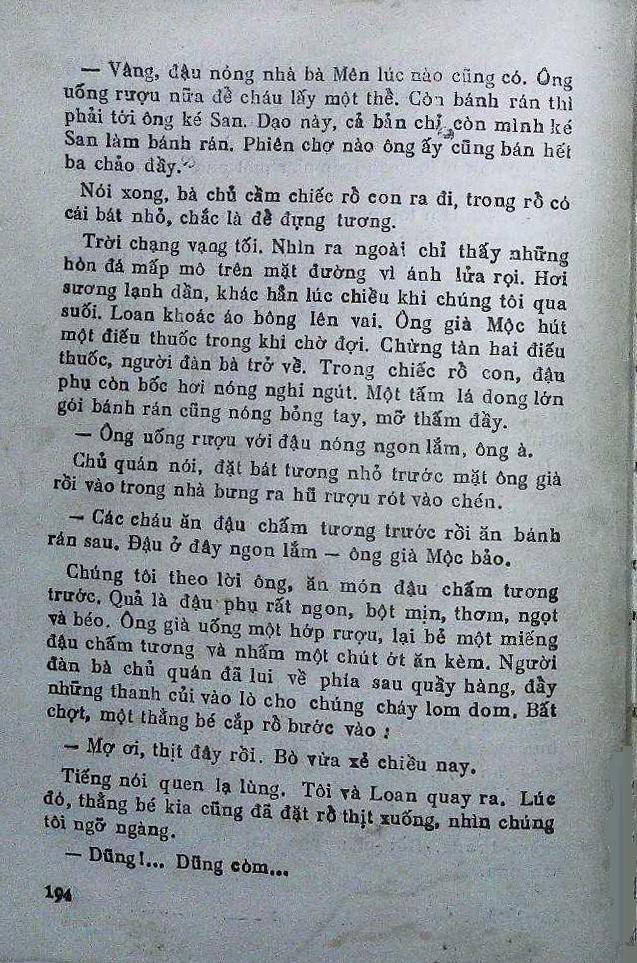 — Vâng, đậu nóng nhà bà Mên lúc nào cũng có. Ông
uống rượu nữa để cháu lấy một thể. Còn bánh rán thì
phải tới ông ké San. Dạo này, cả bản chỉ còn mình ké
San làm bánh rán. Phiên chợ nào ông ấy cũng bán hết
ba chảo đầy.
Nói xong, bà chủ cầm chiếc rổ con ra đi, trong rổ có
cái bát nhỏ, chắc là để đựng tương.
Trời chạng vạng tối. Nhìn ra ngoài chỉ thấy những
hòn đá mấp mô trên mặt đường vì ánh lửa rọi. Hơi
sương lạnh dần, khác hẳn lúc chiều khi chúng tôi qua
suối. Loan khoác áo bông lên vai. Ông già Mộc hút
một điếu thuốc trong khi chờ đợi. Chừng tàn hai điếu
thuốc, người đàn bà trở về. Trong chiếc rổ con, đậu
phụ còn bốc hơi nóng nghi ngút. Một tấm lá dong lớn
gói bánh rán cũng nóng bỏng tay, mỡ thấm đầy.
— Ông uống rượu với đậu nóng ngon lắm, ông à.
Chủ quán nói, đặt bát tương nhỏ trước mặt ông già
rồi vào trong nhà bưng ra hũ rượu rót vào chén.
— Các cháu ăn đậu chấm tương trước rồi ăn bánh
rán sau. Đậu ở đây ngon lắm — ông già Mộc bảo.
Chúng tôi theo lời ông, ăn món đậu chấm tương
trước. Quả là đậu phụ rất ngon, bột mịn, thơm, ngọt
và béo. Ông già uống một hớp rượu, lại bẻ một miếng
đậu chấm tương và nhấm một chút ớt ăn kèm. Người
đàn bà chủ quán đã lui về phía sau quầy hàng, đẩy
những thanh củi vào lò cho chúng cháy lom dom. Bất
chợt, một thằng bé cắp rổ bước vào :
— Mợ ơi, thịt đây rồi. Bò vừa xẻ chiều nay.
Tiếng nói quen lạ lùng. Tôi và Loan quay ra. Lúc
đó, thằng bé kia cũng đã đặt rổ thịt xuống, nhìn chúng
tôi ngỡ ngàng.
— Dũng!... Dũng còm...
194